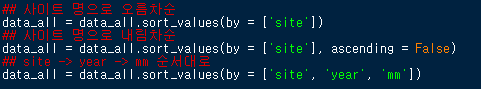 ## 사이트 명으로 오름차순
data_all = data_all.sort_values(by = ['site'])
## 사이트 명으로 내림차순
data_all = data_all.sort_values(by = ['site'], ascending = False)
## site -> year -> mm 순서대로
data_all = data_all.sort_values(by = ['site', 'year', 'mm'])